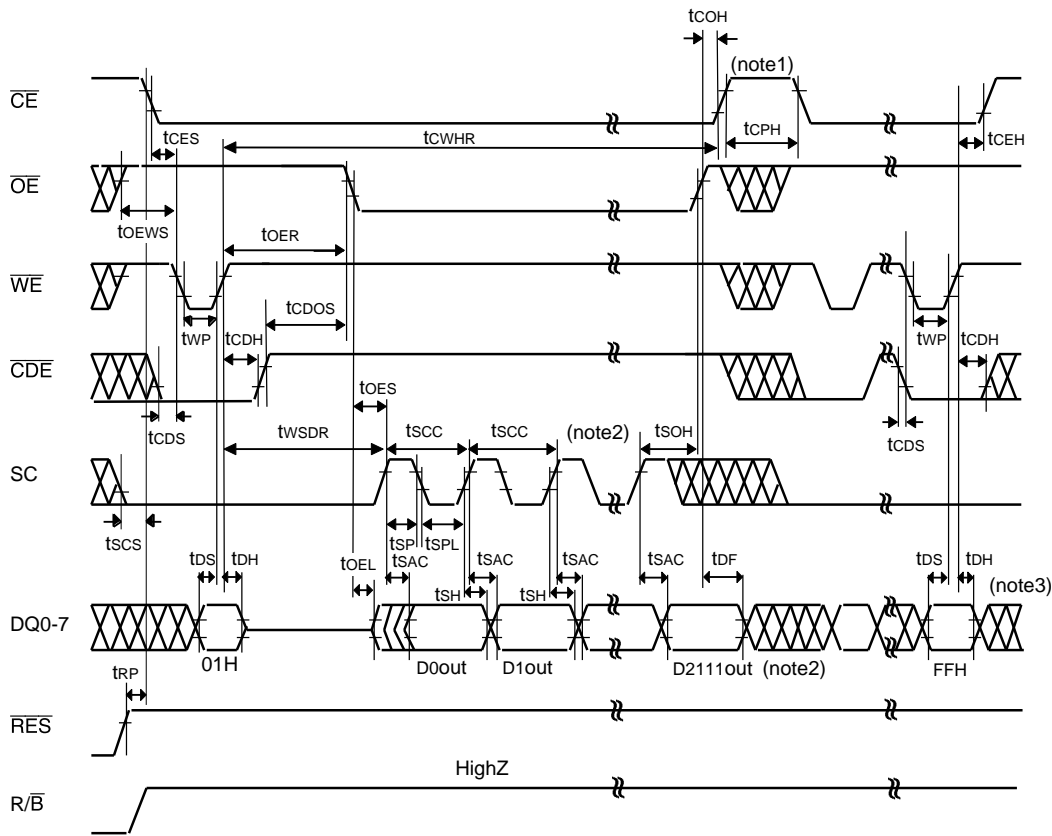 tCOH
(note1)
CE
tCES
tCWHR
tCPH
tCEH
OE
tOEWS
tOER
WE
tWP
tCDH
tCDOS
tWP
tCDH
CDE
tOES
tCDS
tWSDR
tSCC
tSCC
(note2)
tSOH
tCDS
SC
tSCS
tSP
tSPL
tDS
tDH
tOEL
tSAC
tSAC
tSAC
tSAC
tDF
tDS
tDH
tSH
tSH
(note3)
DQ0-7
01H
D0out
D1out
D2111out
(note2)
FFH
tRP
RES
HighZ
R/B